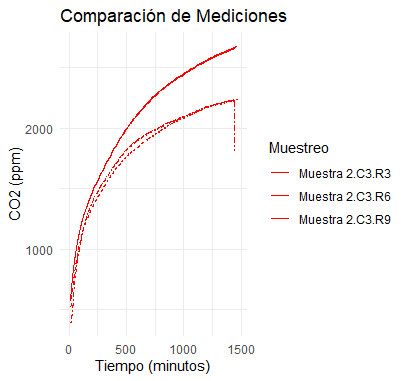 Comparación de Mediciones
CO2 (ppm)
2000
1000
0
500
1000
1500
Tiempo (minutos)
Muestreo
Muestra 2.C3.R3
Muestra 2.C3.R6
Muestra 2.C3.R9